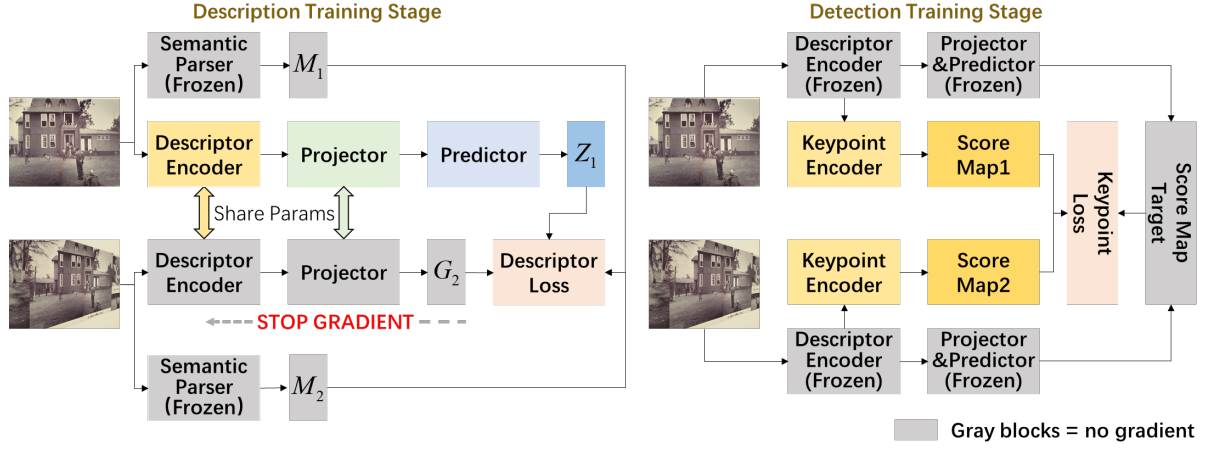 Description Training Stage
Semantic
Parser
(Frozen)
M1
Descriptor
Encoder
Projector
Predictor
Z1
Share Params
Descriptor
Encoder
Projector
G2
Descriptor
Loss
STOP GRADIENT
Semantic
Parser
(Frozen)
M2
Detection Training Stage
Descriptor
Encoder
(Frozen)
Projector
&Predictor
(Frozen)
Keypoint
Encoder
Score
Map1
Keypoint
Loss
Score Map
Target
Keypoint
Encoder
Score
Map2
Descriptor
Encoder
(Frozen)
Projector
&Predictor
(Frozen)
Gray blocks = no gradient